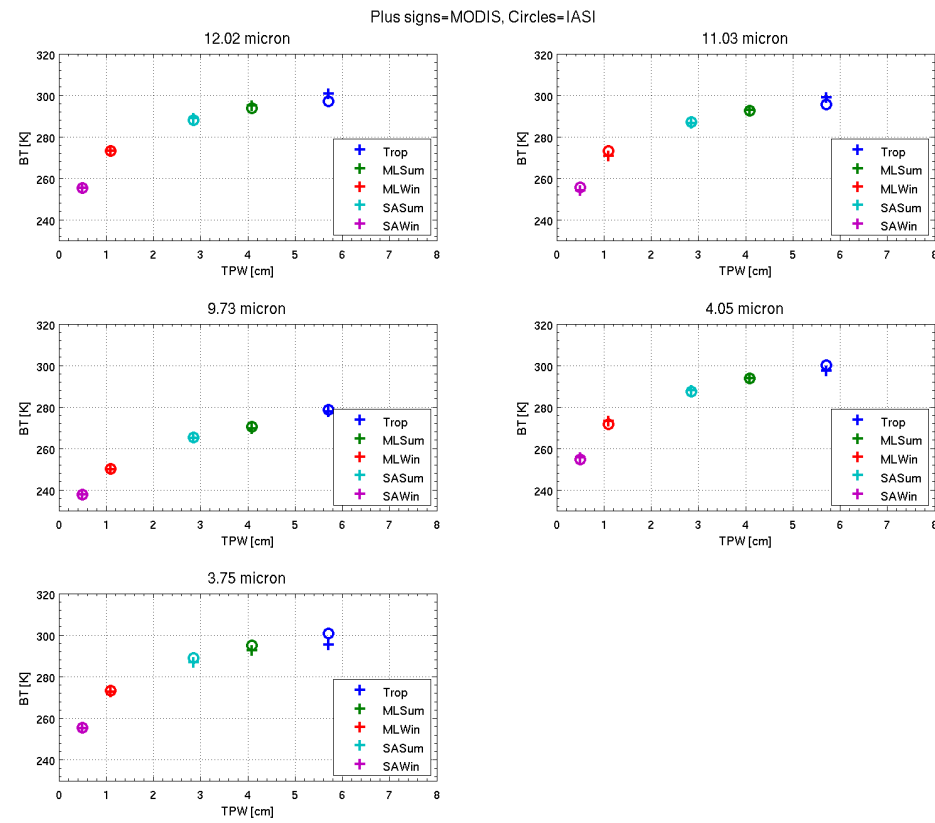 Plus signs=MODIS, Circles=IASI
12.02 micron
320
300
280
260
240
BT [K]
0 1 2 3 4 5 6 7 8
TPW [cm]
Trop
MLSum
MLWin
SASum
SAWin
11.03 micron
320
300
280
260
240
BT [K]
0 1 2 3 4 5 6 7 8
TPW [cm]
Trop
MLSum
MLWin
SASum
SAWin
9.73 micron
320
300
280
260
240
BT [K]
0 1 2 3 4 5 6 7 8
TPW [cm]
Trop
MLSum
MLWin
SASum
SAWin
4.05 micron
320
300
280
260
240
BT [K]
0 1 2 3 4 5 6 7 8
TPW [cm]
Trop
MLSum
MLWin
SASum
SAWin
3.75 micron
320
300
280
260
240
BT [K]
0 1 2 3 4 5 6 7 8
TPW [cm]
Trop
MLSum
MLWin
SASum
SAWin